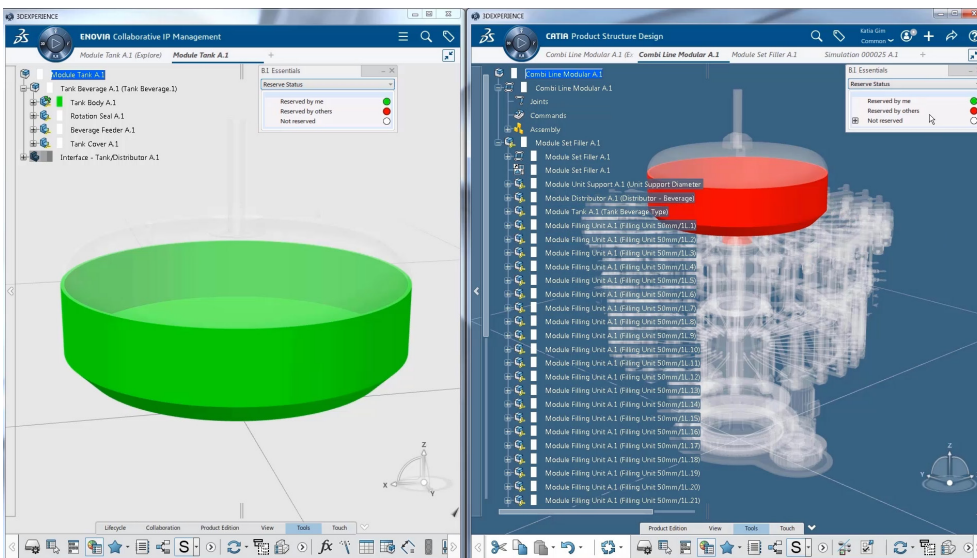 3DEXPERIENCE
ENOVIA Collaborative IP Management
Module Tank A.1 (Explore)
Module Tank A.1
+
Module Tank A.1
Tank Beverage A.1 (Tank Beverage.1)
Tank Body A.1
Rotation Seal A.1
Beverage Feeder A.1
Tank Cover A.1
Interface - Tank/Distributor A.1
B.I Essentials
Reserve Status
Reserved by me
Reserved by others
Not reserved
Z
X
Y
Lifecycle
Collaboration
Product Edition
View
Tools
Touch
3DEXPERIENCE
CATIA Product Structure Design
Katia Gim
Common
Combi Line Modular A.1 (E
Combi Line Modular A.1
Module Set Filler A.1
Simulation 000025 A.1
+
Combi Line Modular A.1
Combi Line Modular A.1
Joints
Commands
Assembly
Module Set Filler A.1
Module Set Filler A.1
Module Set Filler A.1
Module Unit Support A.1 (Unit Support Diameter
Module Distributor A.1 (Distributor - Beverage)
Module Tank A.1 (Tank Beverage Type)
Module Filling Unit A.1 (Filling Unit 50mm/1L.1)
Module Filling Unit A.1 (Filling Unit 50mm/1L.2)
Module Filling Unit A.1 (Filling Unit 50mm/1L.3)
Module Filling Unit A.1 (Filling Unit 50mm/1L.4)
Module Filling Unit A.1 (Filling Unit 50mm/1L.5)
Module Filling Unit A.1 (Filling Unit 50mm/1L.6)
Module Filling Unit A.1 (Filling Unit 50mm/1L.7)
Module Filling Unit A.1 (Filling Unit 50mm/1L.8)
Module Filling Unit A.1 (Filling Unit 50mm/1L.9)
Module Filling Unit A.1 (Filling Unit 50mm/1L.10)
Module Filling Unit A.1 (Filling Unit 50mm/1L.11)
Module Filling Unit A.1 (Filling Unit 50mm/1L.12)
Module Filling Unit A.1 (Filling Unit 50mm/1L.13)
Module Filling Unit A.1 (Filling Unit 50mm/1L.14)
Module Filling Unit A.1 (Filling Unit 50mm/1L.15)
Module Filling Unit A.1 (Filling Unit 50mm/1L.16)
Module Filling Unit A.1 (Filling Unit 50mm/1L.17)
Module Filling Unit A.1 (Filling Unit 50mm/1L.18)
Module Filling Unit A.1 (Filling Unit 50mm/1L.19)
Module Filling Unit A.1 (Filling Unit 50mm/1L.20)
Module Filling Unit A.1 (Filling Unit 50mm/1L.21)
B.I Essentials
Reserve Status
Reserved by me
Reserved by others
Not reserved
Z
Y
Product Edition
View
Tools
Touch